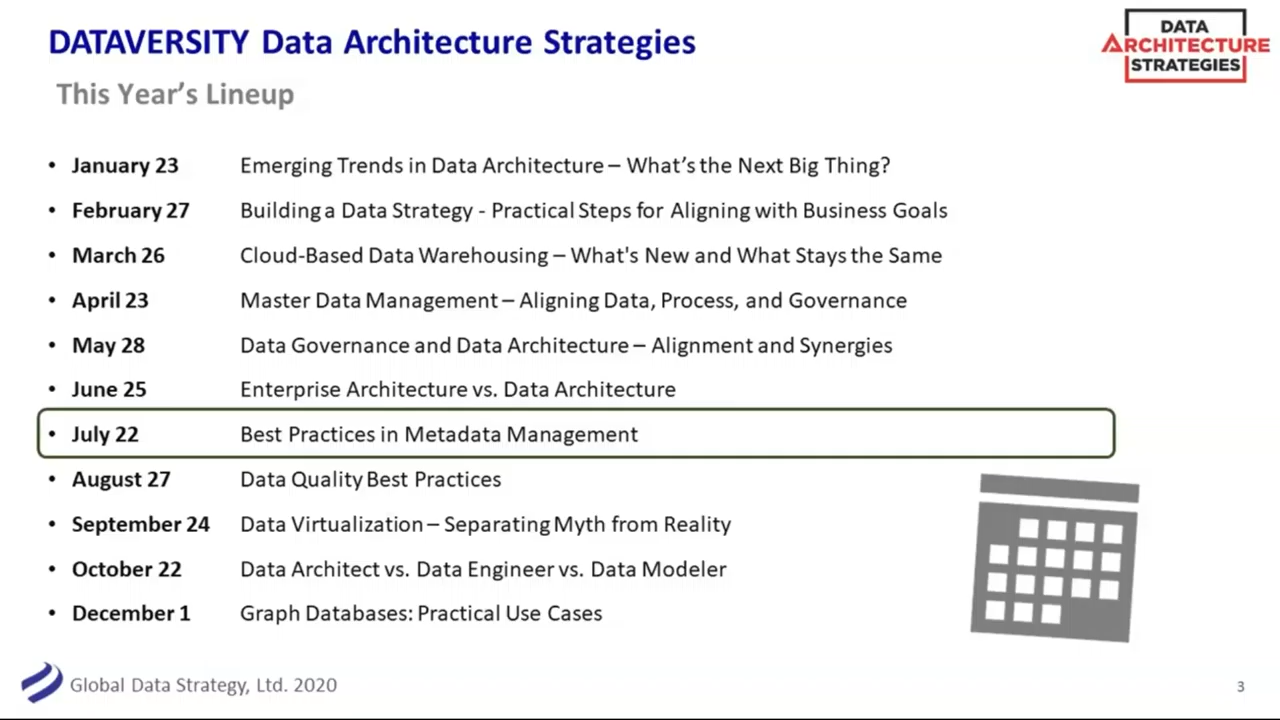 DATAVERSITY Data Architecture Strategies
DATA
ARCHITECTURE
STRATEGIES
This Year's Lineup
• January 23 Emerging Trends in Data Architecture – What's the Next Big Thing?
• February 27 Building a Data Strategy - Practical Steps for Aligning with Business Goals
• March 26 Cloud-Based Data Warehousing – What's New and What Stays the Same
• April 23 Master Data Management – Aligning Data, Process, and Governance
• May 28 Data Governance and Data Architecture – Alignment and Synergies
• June 25 Enterprise Architecture vs. Data Architecture
• July 22 Best Practices in Metadata Management
• August 27 Data Quality Best Practices
• September 24 Data Virtualization – Separating Myth from Reality
• October 22 Data Architect vs. Data Engineer vs. Data Modeler
• December 1 Graph Databases: Practical Use Cases
Global Data Strategy, Ltd. 2020
3